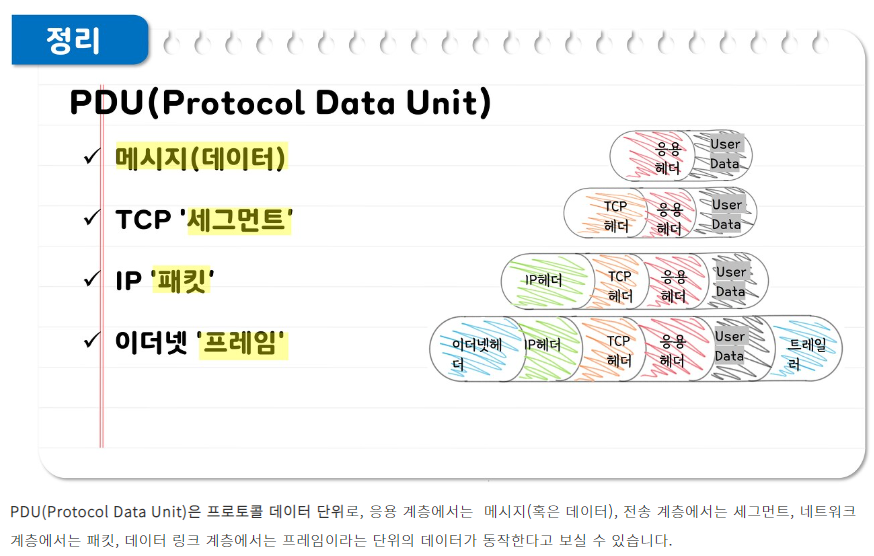 정리
PDU(Protocol Data Unit)
✓ 메시지(데이터)
응용 헤더 User Data
✓ TCP '세그먼트'
TCP 헤더 응용 헤더 User Data
✓ IP '패킷'
IP헤더 TCP 헤더 응용 헤더 User Data
✓ 이더넷 '프레임'
이더넷헤더 IP헤더 TCP 헤더 응용 헤더 User Data 트레일러
PDU(Protocol Data Unit)은 프로토콜 데이터 단위로, 응용 계층에서는 메시지(혹은 데이터), 전송 계층에서는 세그먼트, 네트워크
계층에서는 패킷, 데이터 링크 계층에서는 프레임이라는 단위의 데이터가 동작한다고 보실 수 있습니다.